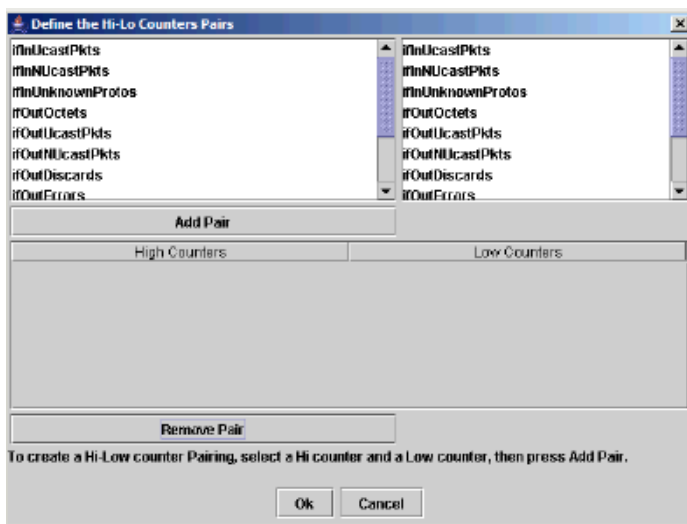 Define the Hi-Lo Counters Pairs
ifInUcastPkts
ifInNUcastPkts
ifInUnknownProtos
ifOutOctets
ifOutUcastPkts
ifOutNUcastPkts
ifOutDiscards
ifOutErrors
ifInUcastPkts
ifInNUcastPkts
ifInUnknownProtos
ifOutOctets
ifOutUcastPkts
ifOutNUcastPkts
ifOutDiscards
ifOutErrors
Add Pair
High Counters
Low Counters
Remove Pair
To create a Hi-Low counter Pairing, select a Hi counter and a Low counter, then press Add Pair.
Ok
Cancel